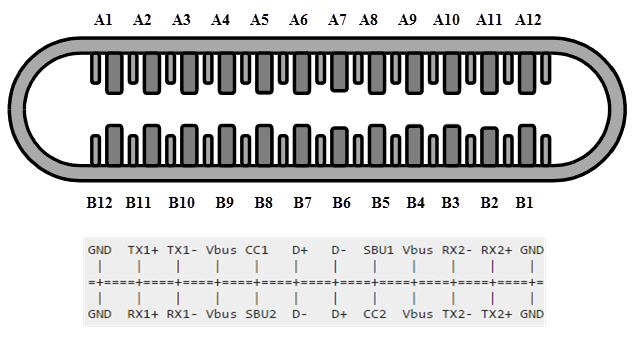 A1 A2 A3 A4 A5 A6 A7 A8 A9 A10 A11 A12
B12 B11 B10 B9 B8 B7 B6 B5 B4 B3 B2 B1
GND TX1+ TX1- Vbus CC1 D+ D- SBU1 Vbus RX2- RX2+ GND
| | | | | | | | | | | |
=+====+====+====+====+====+====+====+====+====+====+====+=
| | | | | | | | | | | |
GND RX1+ RX1- Vbus SBU2 D- D+ CC2 Vbus TX2- TX2+ GND